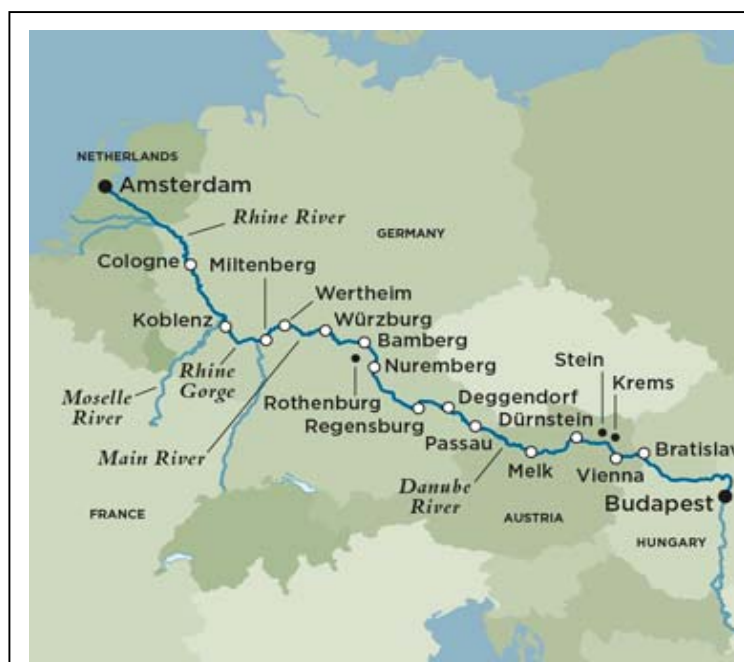 NETHERLANDS
Amsterdam
Rhine River
GERMANY
Cologne
Miltenberg
Wertheim
Koblenz
Würzburg
Bamberg
Nuremberg
Rhine
Gorge
Moselle
River
Rothenburg
Regensburg
Stein
Krems
Deggendorf
Dürnstein
Passau
Main River
Melk
Vienna
Bratislav
Danube
River
Budapest
FRANCE
AUSTRIA
HUNGARY